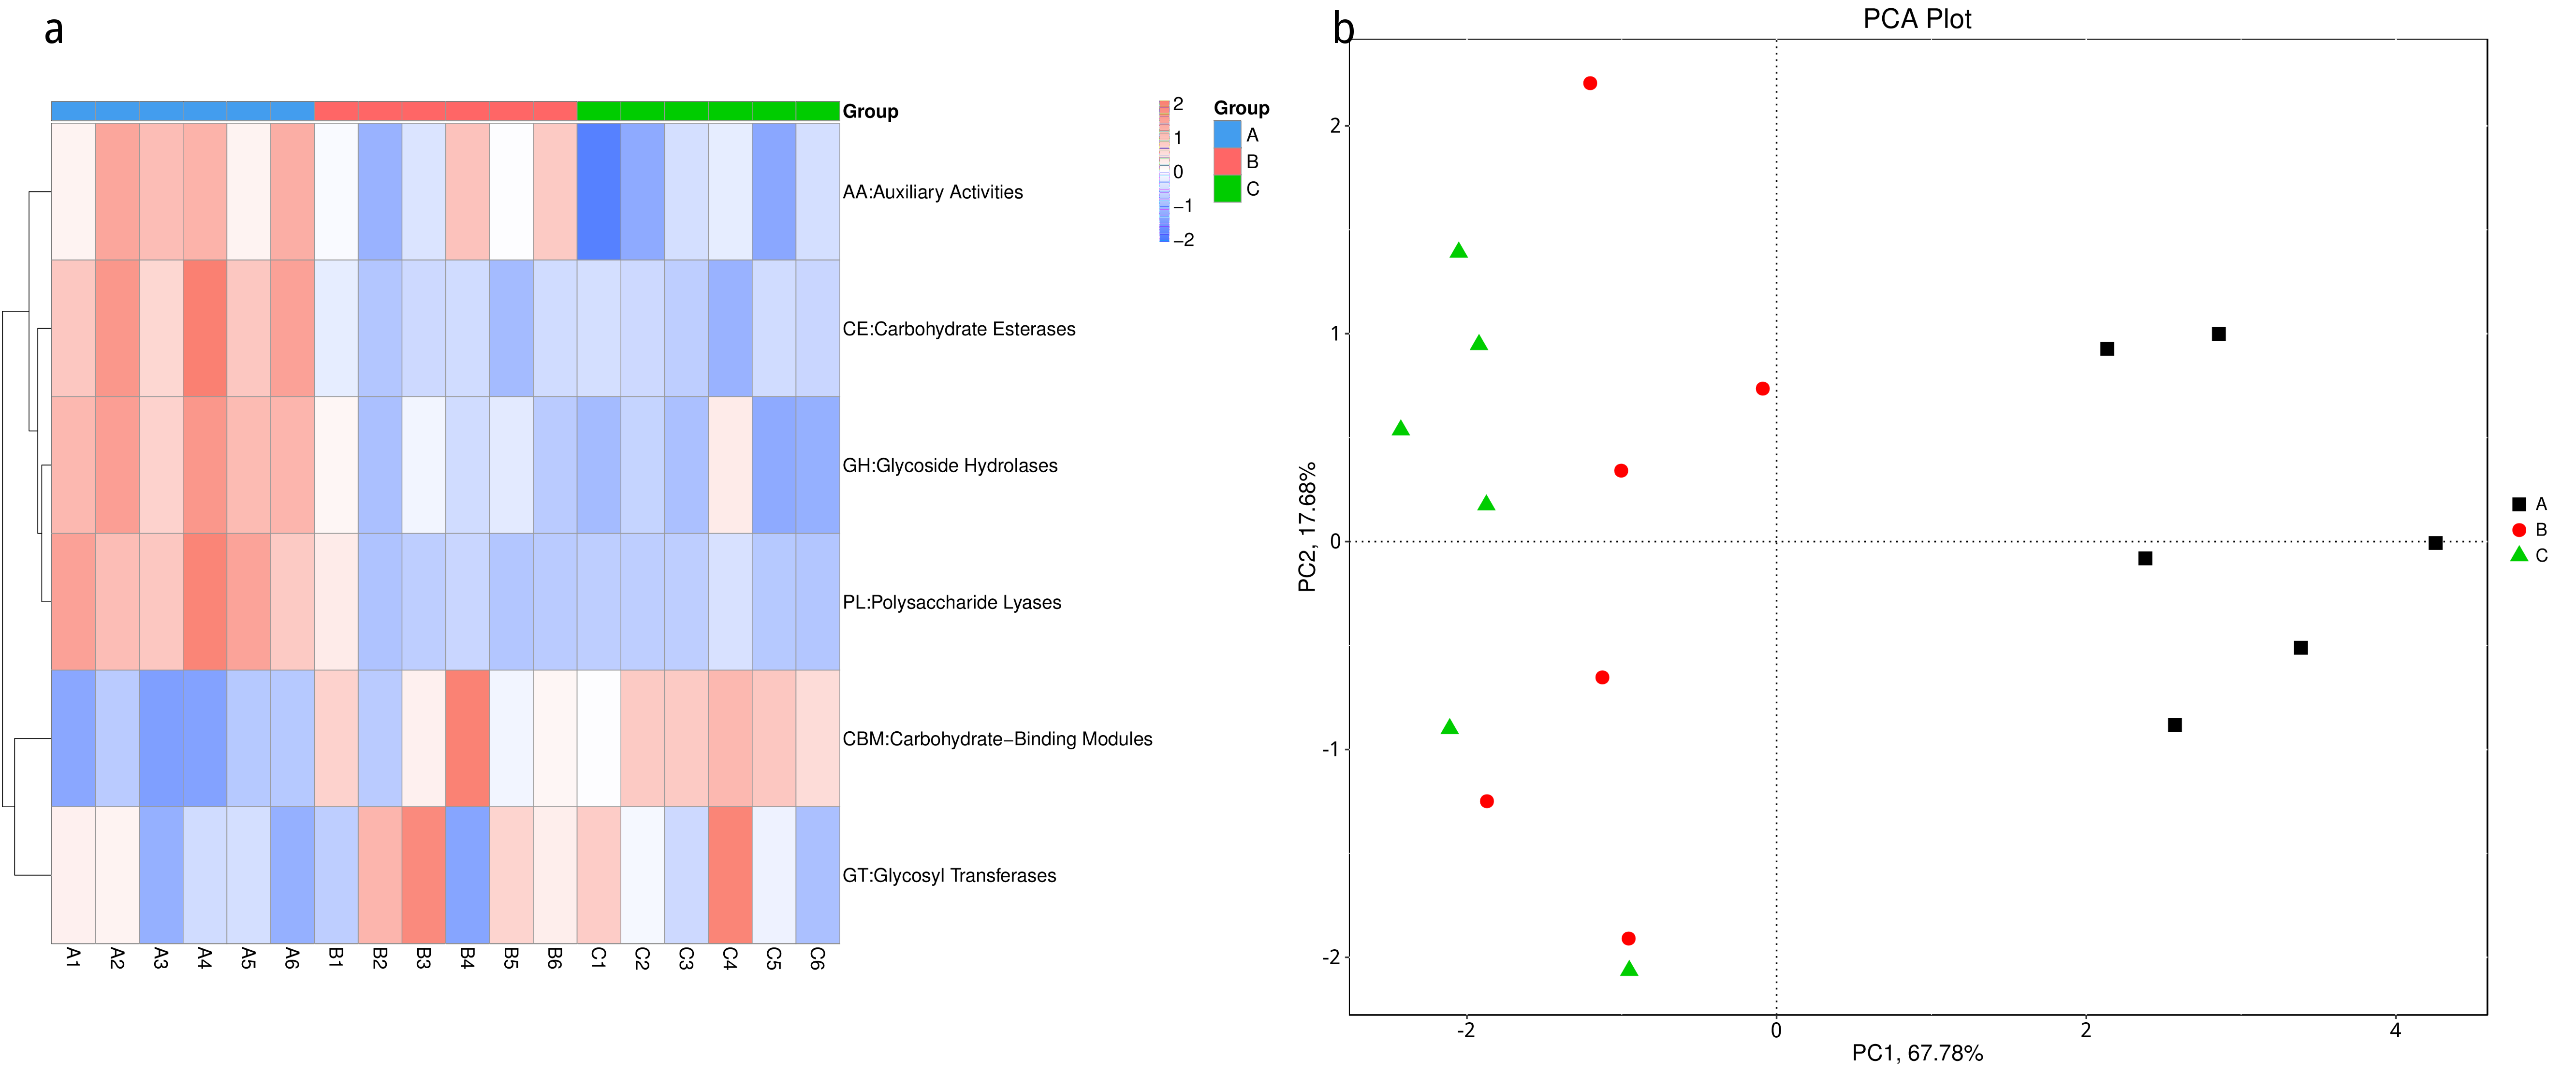 a
Group
AA:Auxiliary Activities
CE:Carbohydrate Esterases
GH:Glycoside Hydrolases
PL:Polysaccharide Lyases
CBM:Carbohydrate−Binding Modules
GT:Glycosyl Transferases
A1 A2 A3 A4 A5 A6 B1 B2 B3 B4 B5 B6 C1 C2 C3 C4 C5 C6
2
1
0
−1
−2
Group
A
B
C
b
PCA Plot
PC2, 17.68%
2
1
0
-1
-2
-2 0 2 4
PC1, 67.78%
A
B
C